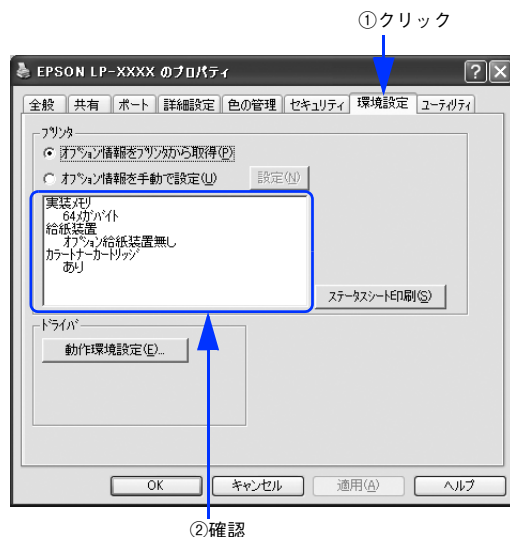 ①クリック
EPSON LP-XXXX のプロパティ
全般 共有 ポート 詳細設定 色の管理 セキュリティ 環境設定 ユーティリティ
プリンタ
オプション情報をプリンタから取得(P)
オプション情報を手動で設定(U) 設定(N)
実装メモリ
64メガバイト
給紙装置
オプション給紙装置無し
カラートナーカートリッジ
あり
ステータスシート印刷(S)
ドライバ
動作環境設定(E)...
OK キャンセル 適用(A) ヘルプ
②確認